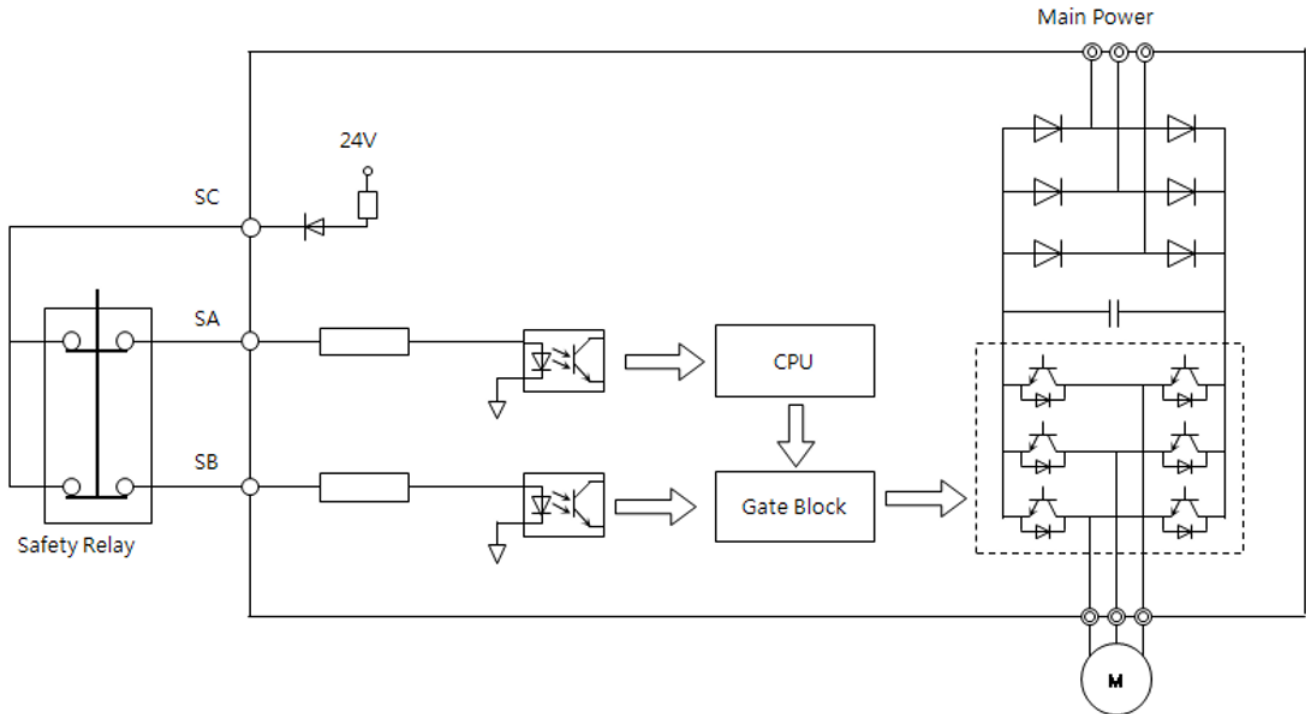 Main Power
24V
SC
SA
CPU
SB
Gate Block
Safety Relay
M